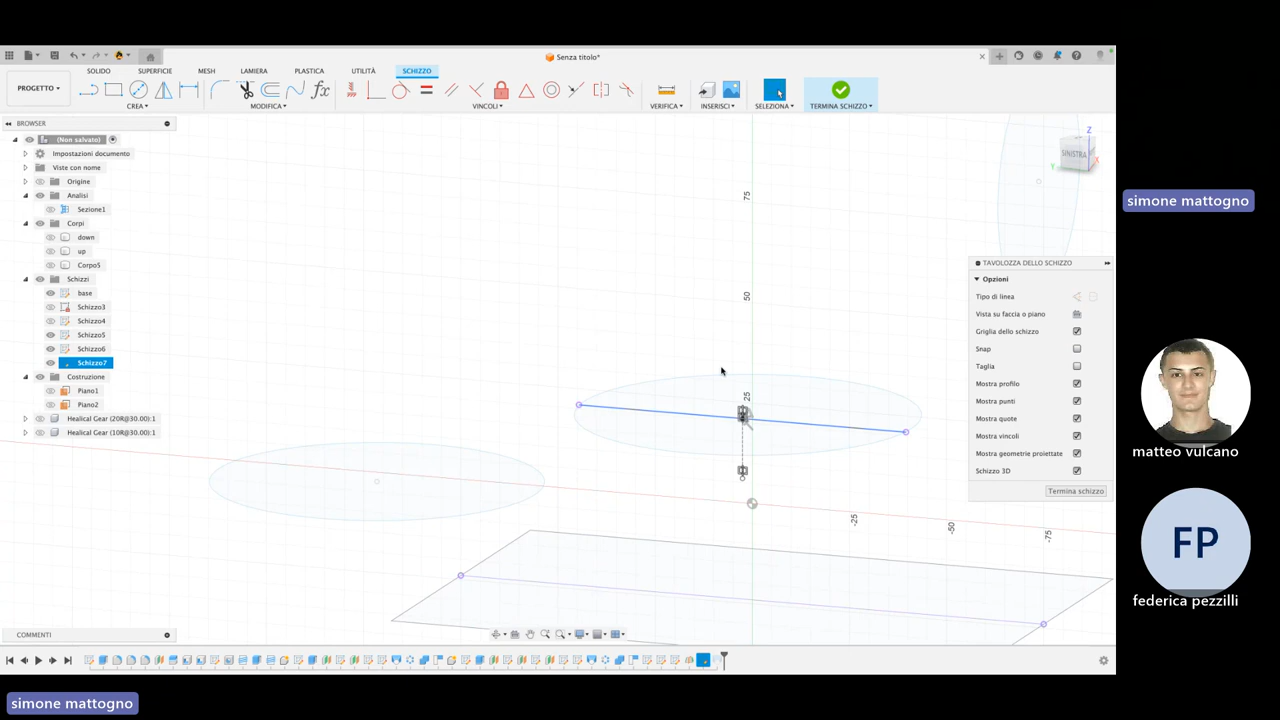 Senza titolo*
PROGETTO
SOLIDO
SUPERFICIE
MESH
LAMIERA
PLASTICA
UTILITÀ
SCHIZZO
CREA
MODIFICA
VINCOLI
VERIFICA
INSERISCI
SELEZIONA
TERMINA SCHIZZO
BROWSER
(Non salvato)
Impostazioni documento
Viste con nome
Origine
Analisi
Sezione1
Corpi
down
up
Corpo5
Schizzi
base
Schizzo3
Schizzo4
Schizzo5
Schizzo6
Schizzo7
Costruzione
Piano1
Piano2
Healical Gear (20R@30.00):1
Healical Gear (10R@30.00):1
75
50
25
-25
-50
-75
Z
SINISTRA
Y
X
TAVOLOZZA DELLO SCHIZZO
Opzioni
Tipo di linea
Vista su faccia o piano
Griglia dello schizzo
Snap
Taglia
Mostra profilo
Mostra punti
Mostra quote
Mostra vincoli
Mostra geometrie proiettate
Schizzo 3D
Termina schizzo
COMMENTI
simone mattogno
matteo vulcano
FP
federica pezzilli
simone mattogno